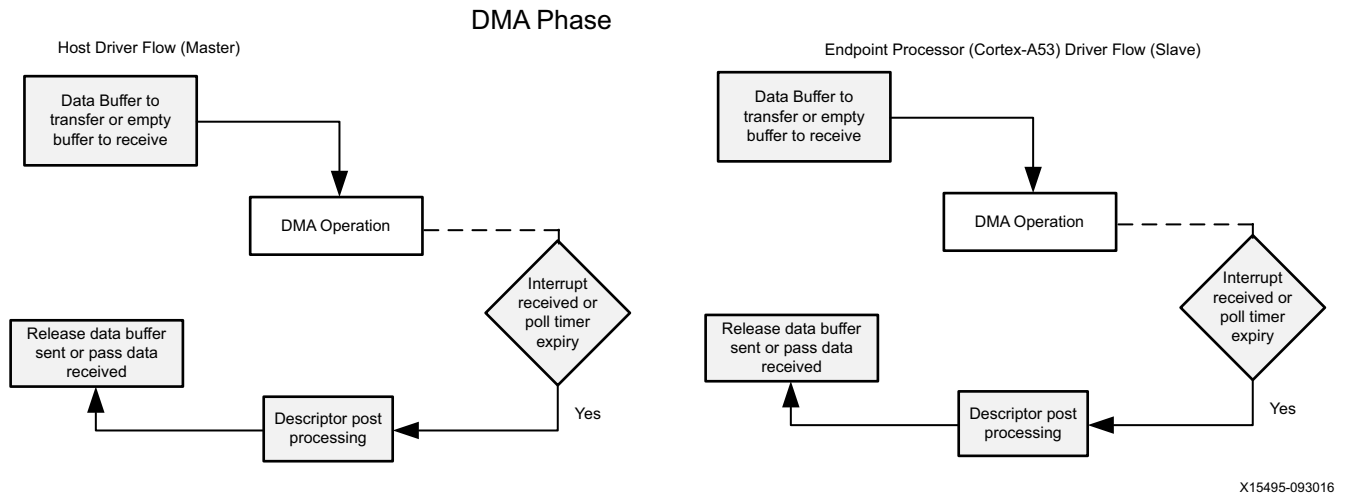 DMA Phase
Host Driver Flow (Master)
Data Buffer to
transfer or empty
buffer to receive
DMA Operation
Interrupt
received or
poll timer
expiry
Yes
Descriptor post
processing
Release data buffer
sent or pass data
received
Endpoint Processor (Cortex-A53) Driver Flow (Slave)
Data Buffer to
transfer or empty
buffer to receive
DMA Operation
Interrupt
received or
poll timer
expiry
Yes
Descriptor post
processing
Release data buffer
sent or pass data
received
X15495-093016